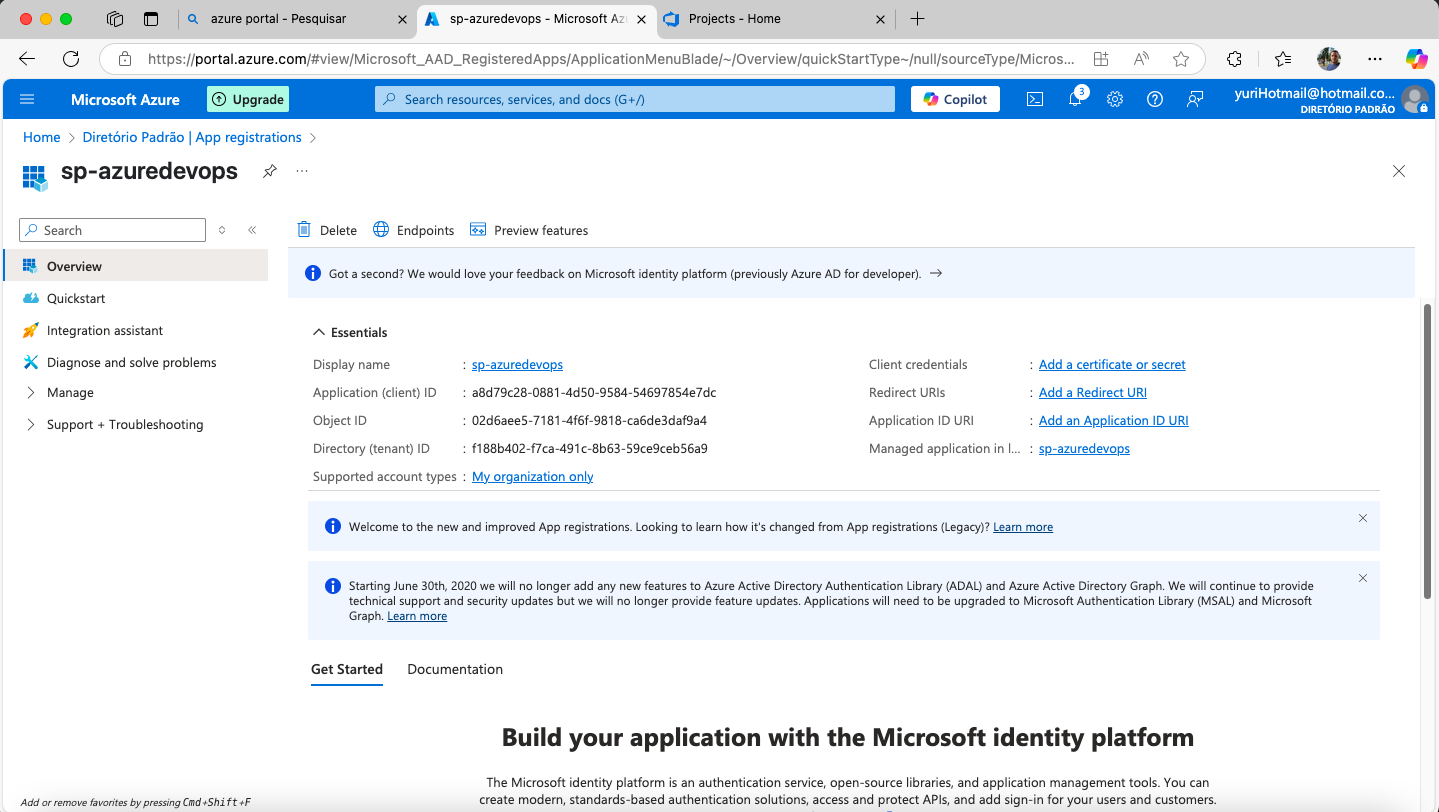 azure portal - Pesquisar
sp-azuredevops - Microsoft Az
Projects - Home
https://portal.azure.com/#view/Microsoft_AAD_RegisteredApps/ApplicationMenuBlade/~/Overview/quickStartType~/null/sourceType/Micros...
Microsoft Azure
Upgrade
Search resources, services, and docs (G+/)
Copilot
3
yuriHotmail@hotmail.co...
DIRETÓRIO PADRÃO
Home > Diretório Padrão | App registrations >
sp-azuredevops
Search
Delete
Endpoints
Preview features
Overview
Quickstart
Integration assistant
Diagnose and solve problems
Manage
Support + Troubleshooting
Got a second? We would love your feedback on Microsoft identity platform (previously Azure AD for developer). →
Essentials
Display name : sp-azuredevops
Application (client) ID : a8d79c28-0881-4d50-9584-54697854e7dc
Object ID : 02d6aee5-7181-4f6f-9818-ca6de3daf9a4
Directory (tenant) ID : f188b402-f7ca-491c-8b63-59ce9ceb56a9
Supported account types : My organization only
Client credentials : Add a certificate or secret
Redirect URIs : Add a Redirect URI
Application ID URI : Add an Application ID URI
Managed application in l... : sp-azuredevops
Welcome to the new and improved App registrations. Looking to learn how it's changed from App registrations (Legacy)? Learn more
Starting June 30th, 2020 we will no longer add any new features to Azure Active Directory Authentication Library (ADAL) and Azure Active Directory Graph. We will continue to provide
technical support and security updates but we will no longer provide feature updates. Applications will need to be upgraded to Microsoft Authentication Library (MSAL) and Microsoft
Graph. Learn more
Get Started
Documentation
Build your application with the Microsoft identity platform
The Microsoft identity platform is an authentication service, open-source libraries, and application management tools. You can
create modern, standards-based authentication solutions, access and protect APIs, and add sign-in for your users and customers.
Add or remove favorites by pressing Cmd+Shift+F